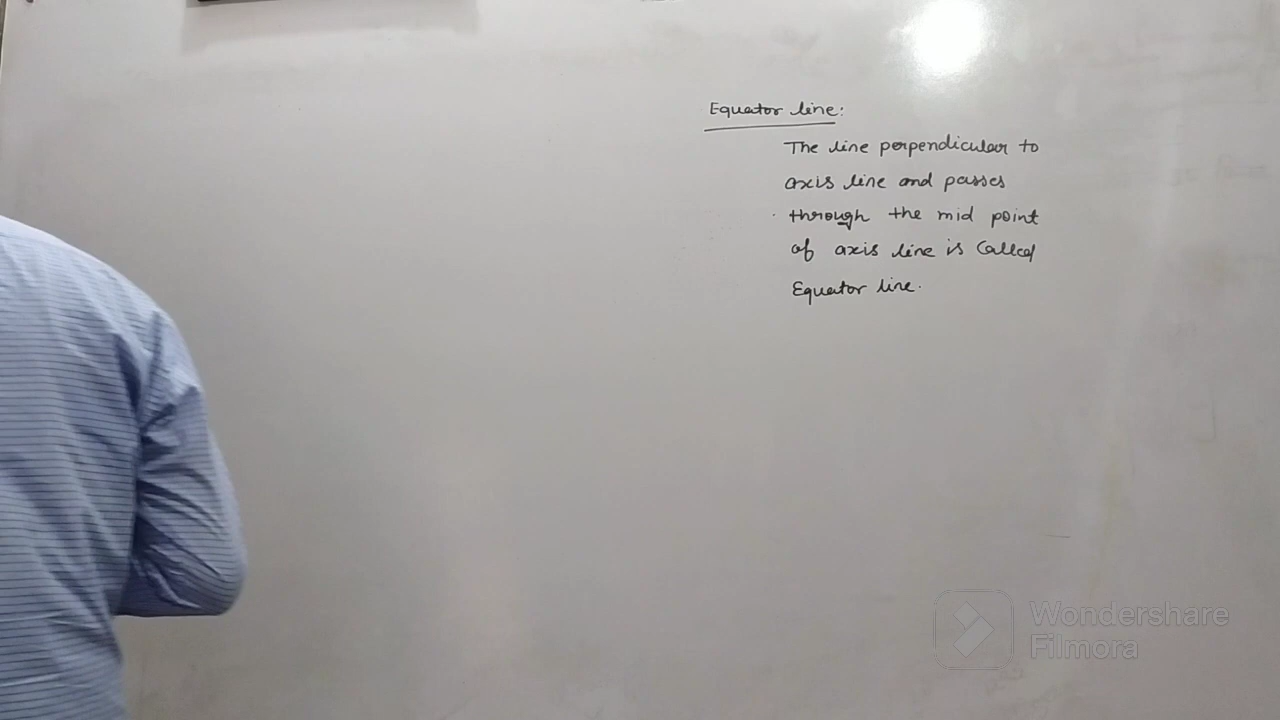 Equator line:
The line perpendicular to
axis line and passes
through the mid point
of axis line is called
Equator line.
Wondershare
Filmora